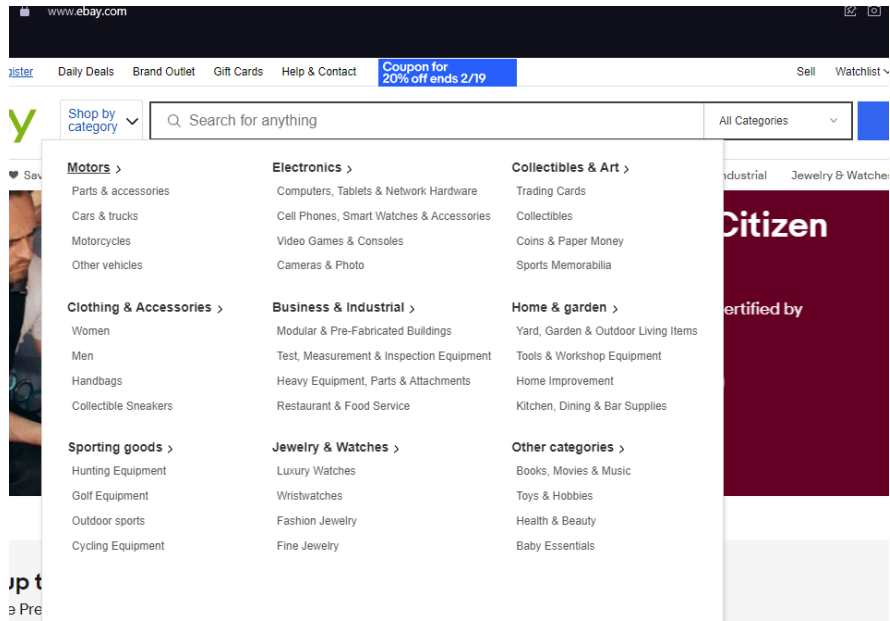 www.ebay.com
Daily Deals Brand Outlet Gift Cards Help & Contact
Coupon for
20% off ends 2/19
Sell Watchlist
Shop by
category
Search for anything
All Categories
Motors
Parts & accessories
Cars & trucks
Motorcycles
Other vehicles
Electronics
Computers, Tablets & Network Hardware
Cell Phones, Smart Watches & Accessories
Video Games & Consoles
Cameras & Photo
Collectibles & Art
Trading Cards
Collectibles
Coins & Paper Money
Sports Memorabilia
Clothing & Accessories
Women
Men
Handbags
Collectible Sneakers
Business & Industrial
Modular & Pre-Fabricated Buildings
Test, Measurement & Inspection Equipment
Heavy Equipment, Parts & Attachments
Restaurant & Food Service
Home & garden
Yard, Garden & Outdoor Living Items
Tools & Workshop Equipment
Home Improvement
Kitchen, Dining & Bar Supplies
Sporting goods
Hunting Equipment
Golf Equipment
Outdoor sports
Cycling Equipment
Jewelry & Watches
Luxury Watches
Wristwatches
Fashion Jewelry
Fine Jewelry
Other categories
Books, Movies & Music
Toys & Hobbies
Health & Beauty
Baby Essentials
Jewelry &
Citizen
by